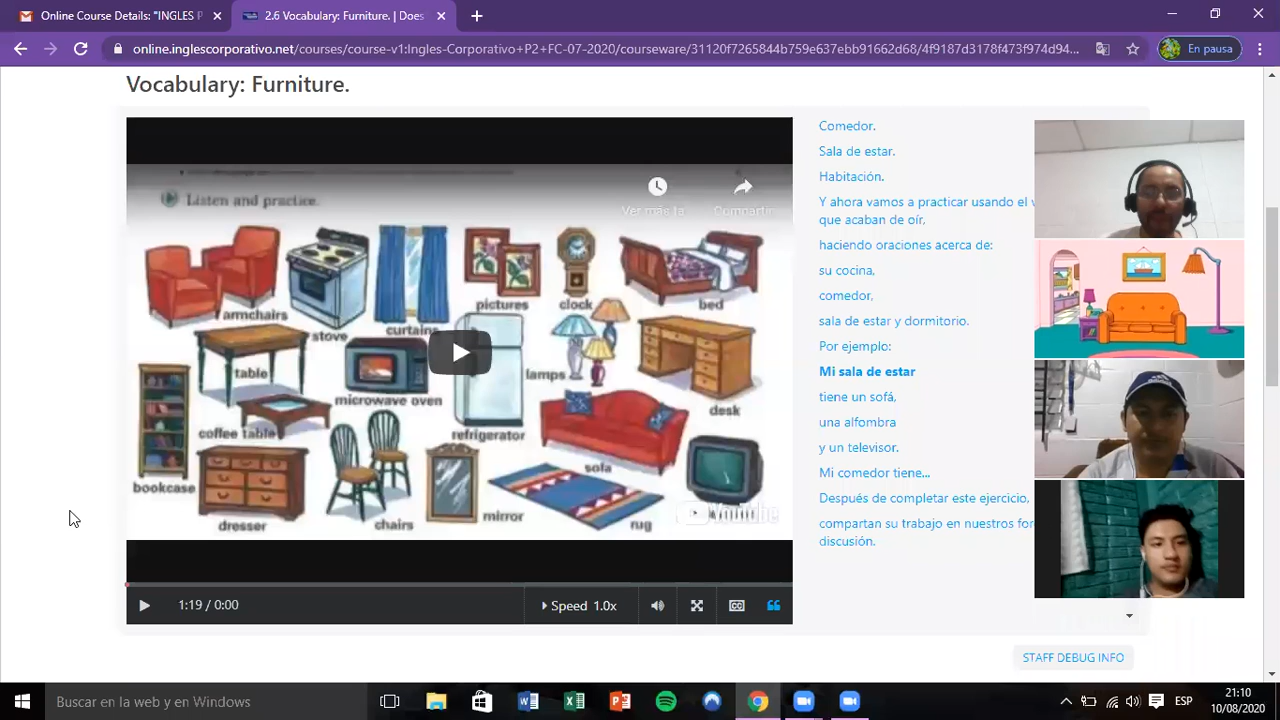 Online Course Details: "INGLES P
2.6 Vocabulary: Furniture. | Does
online.inglescorporativo.net/courses/course-v1:Ingles-Corporativo+P2+FC-07-2020/courseware/31120f7265844b759e637ebb91662d68/4f9187d3178f473f974d94...
En pausa
Vocabulary: Furniture.
Listen and practice.
Ver más ta
Compartir
armchairs
stove
curtains
pictures
clock
bed
table
microwave oven
lamps
desk
coffee table
refrigerator
sofa
bookcase
dresser
chairs
mirror
rug
YouTube
1:19 / 0:00
Speed 1.0x
CC
Comedor.
Sala de estar.
Habitación.
Y ahora vamos a practicar usando el
que acaban de oír,
haciendo oraciones acerca de:
su cocina,
comedor,
sala de estar y dormitorio.
Por ejemplo:
Mi sala de estar
tiene un sofá,
una alfombra
y un televisor.
Mi comedor tiene...
Después de completar este ejercicio,
compartan su trabajo en nuestros for
discusión.
STAFF DEBUG INFO
Buscar en la web y en Windows
ESP
21:10
10/08/2020